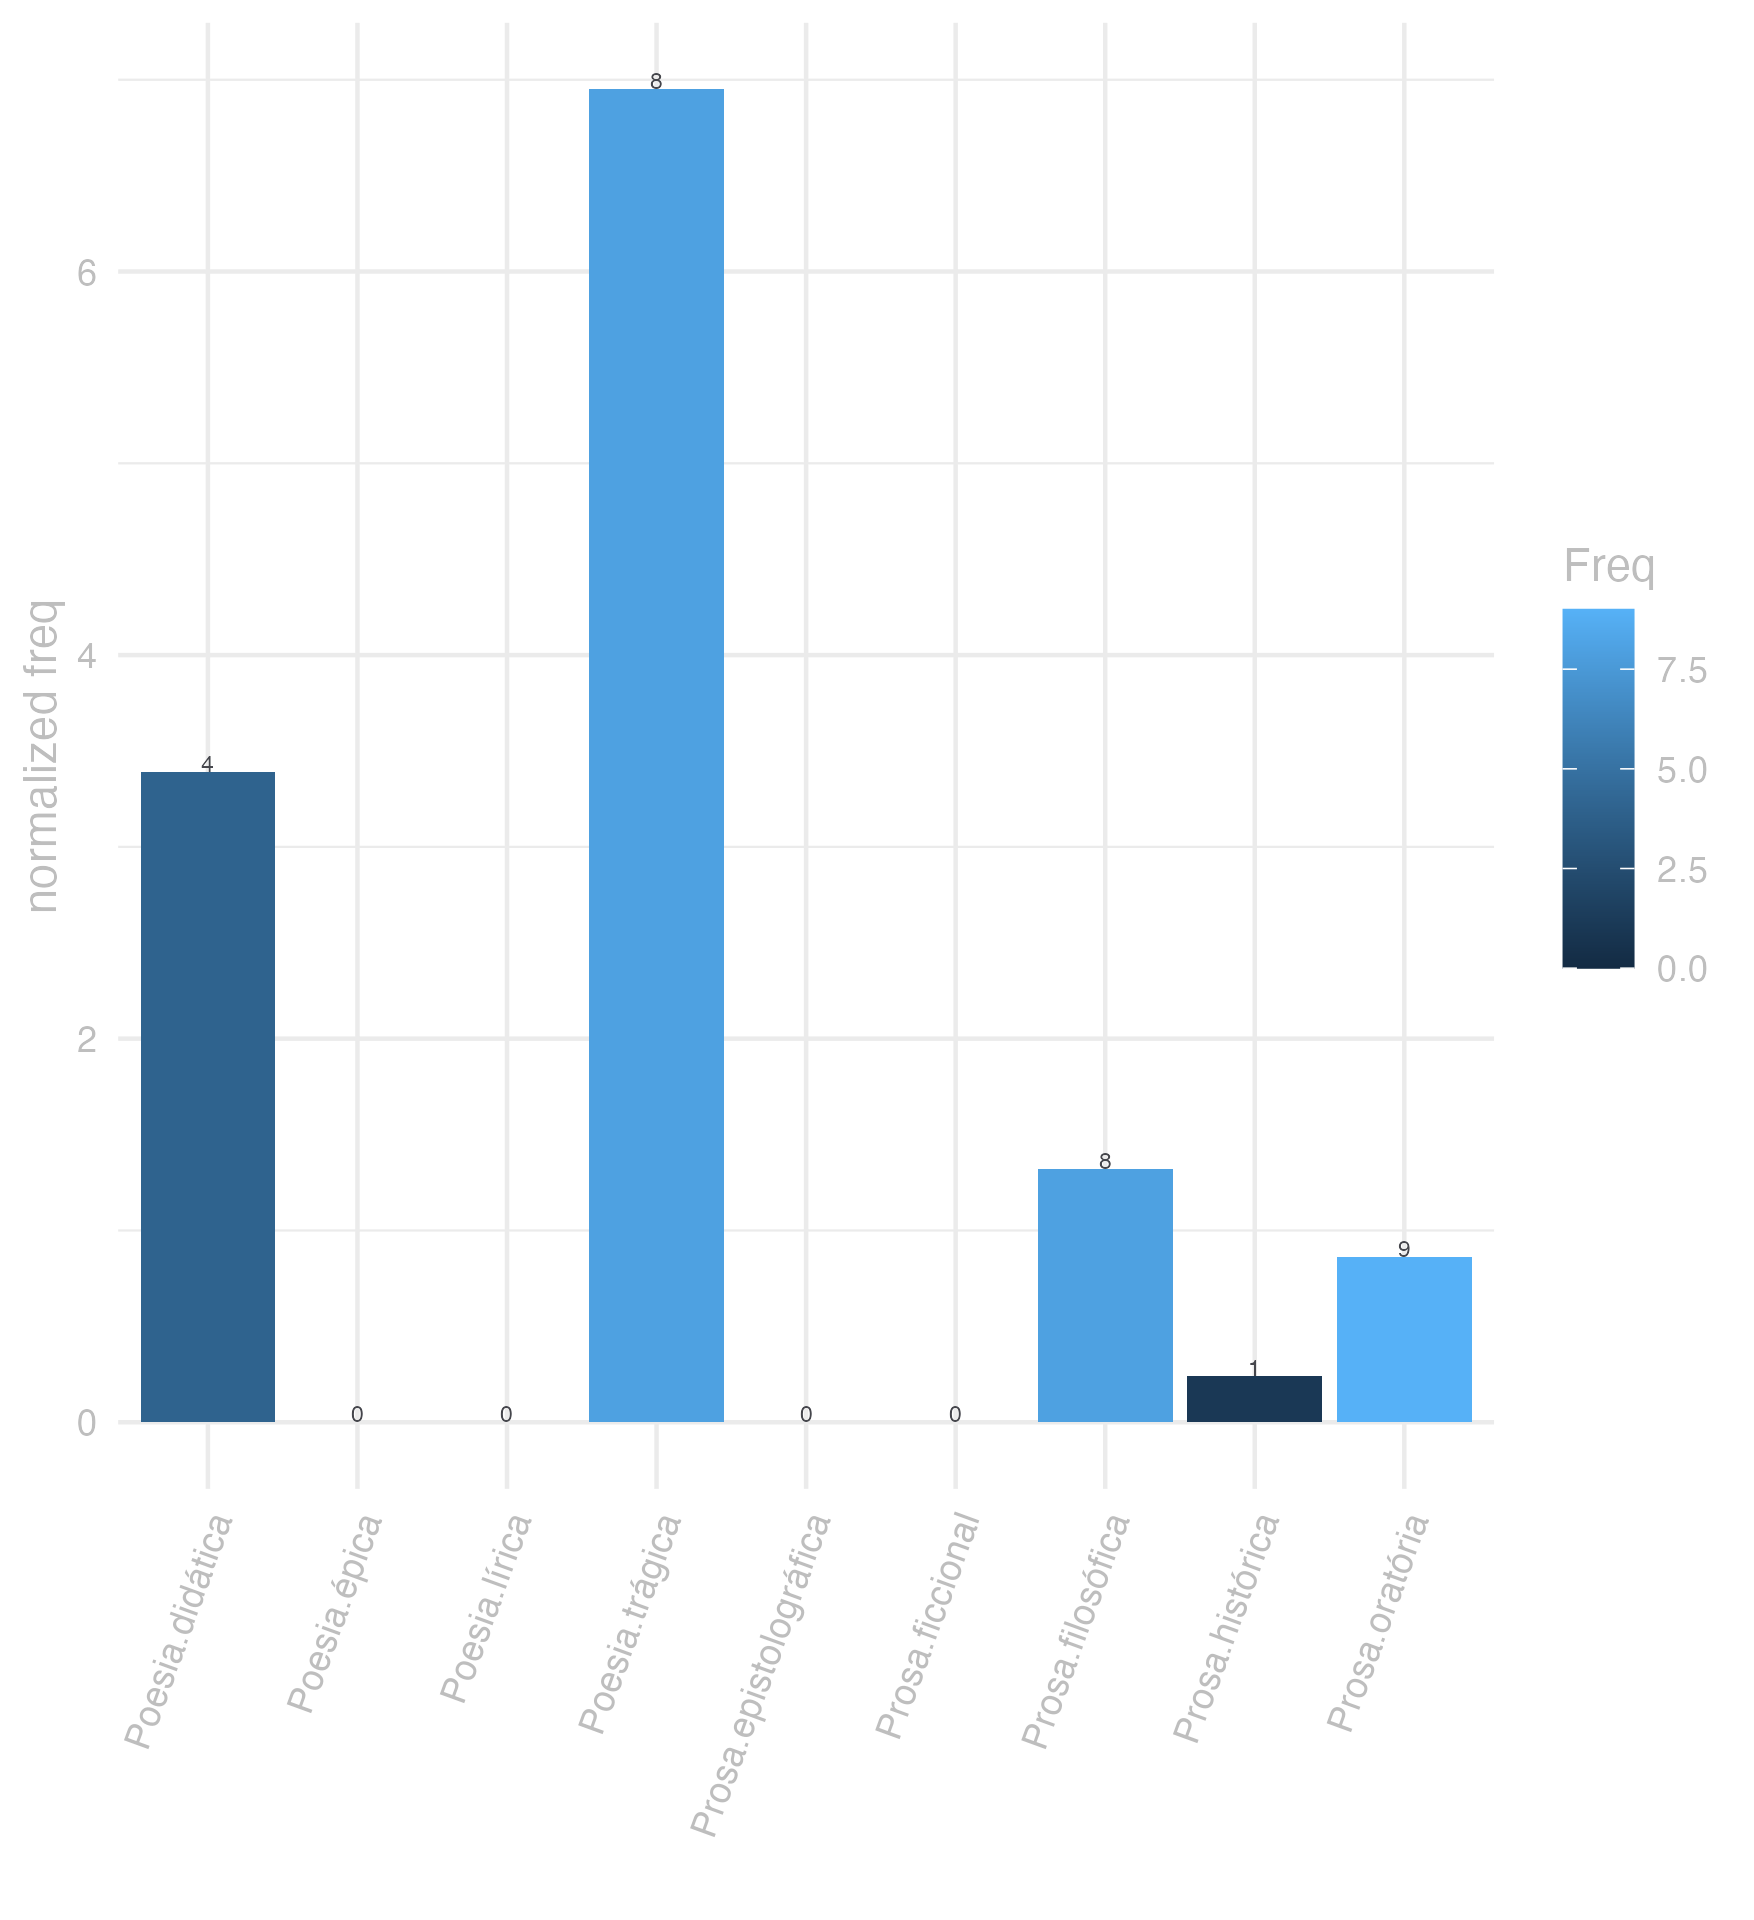 normalized freq
6
4
2
0
4
0
0
8
0
0
8
1
9
Poesia.didática
Poesia.épica
Poesia.lírica
Poesia.trágica
Prosa.epistolográfica
Prosa.ficcional
Prosa.filosófica
Prosa.histórica
Prosa.oratória
Freq
7.5
5.0
2.5
0.0